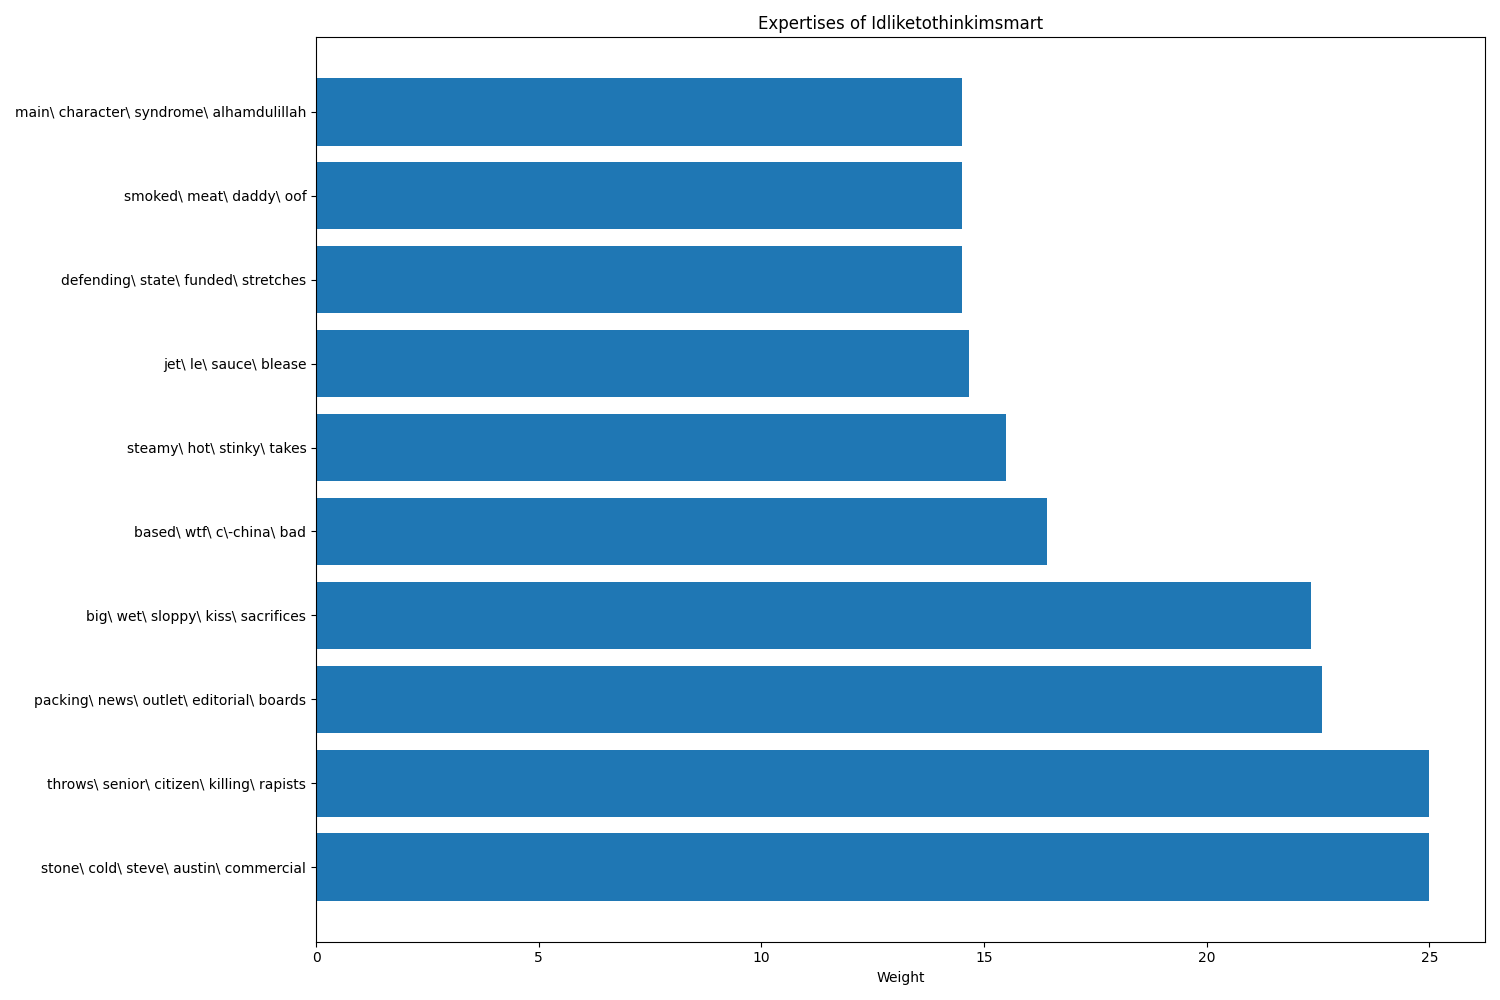 Expertises of Idliketothinkimsmart
main\ character\ syndrome\ alhamdulillah
smoked\ meat\ daddy\ oof
defending\ state\ funded\ stretches
jet\ le\ sauce\ blease
steamy\ hot\ stinky\ takes
based\ wtf\ c\-china\ bad
big\ wet\ sloppy\ kiss\ sacrifices
packing\ news\ outlet\ editorial\ boards
throws\ senior\ citizen\ killing\ rapists
stone\ cold\ steve\ austin\ commercial
0 5 10 15 20 25
Weight